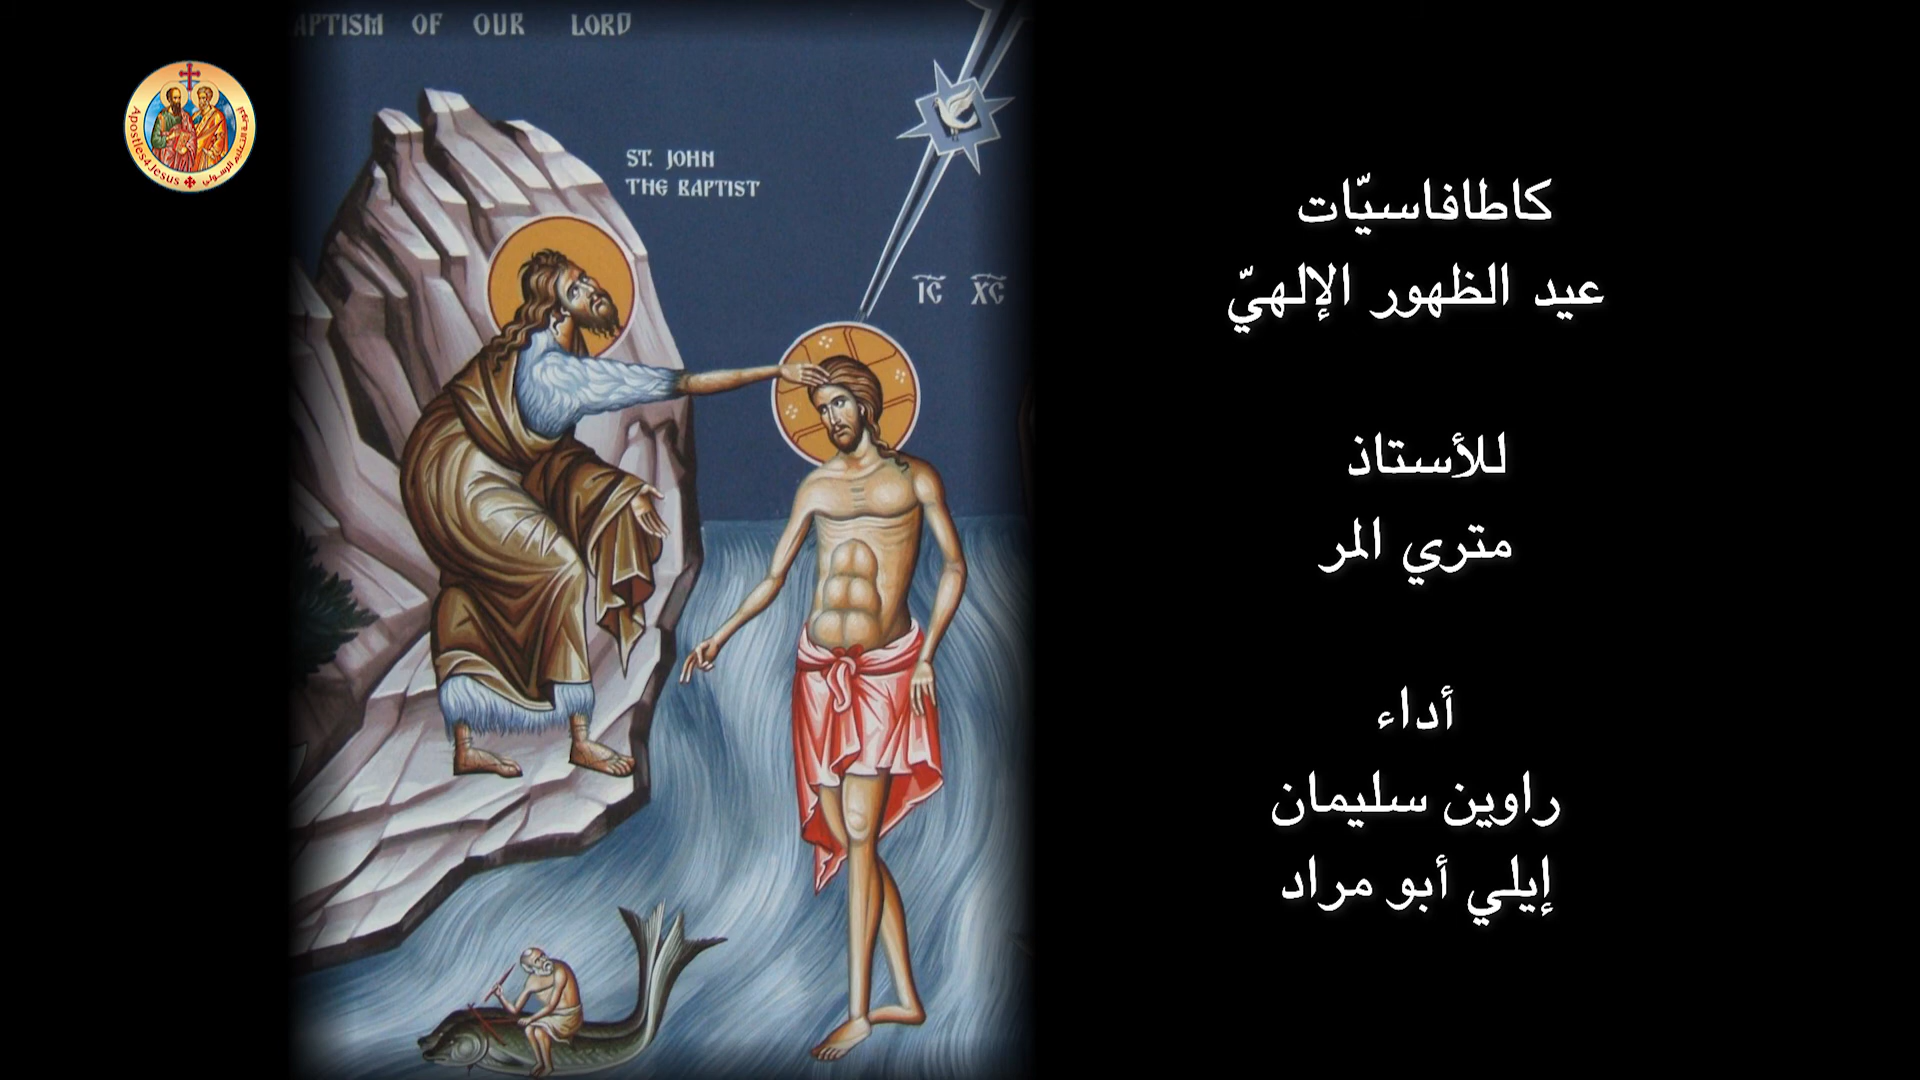 APTISM OF OUR LORD
ST. JOHN
THE BAPTIST
IC XC
Apostles4Jesus
كاطافاسيّات
عيد الظهور الإلهيّ
للأستاذ
متري المر
أداء
راوين سليمان
إيلي أبو مراد